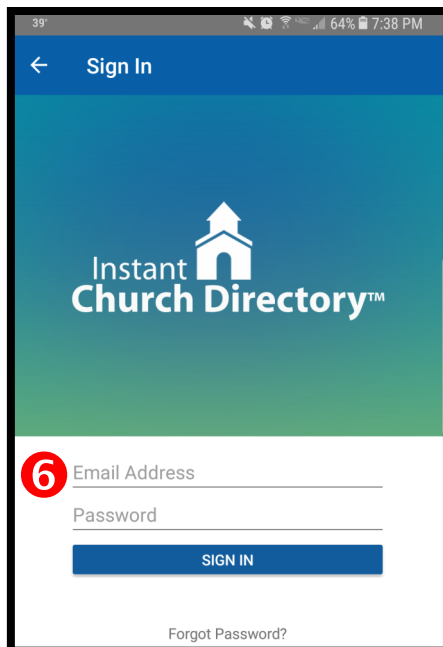 39° 64% 7:38 PM
Sign In
Instant
Church Directory™
6
Email Address
Password
SIGN IN
Forgot Password?